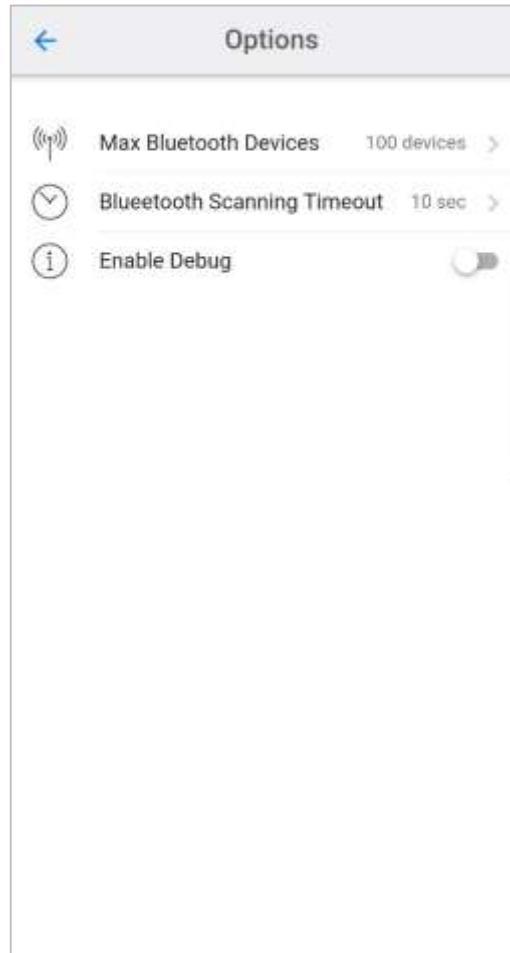 Options
Max Bluetooth Devices 100 devices
Blueetooth Scanning Timeout 10 sec
Enable Debug